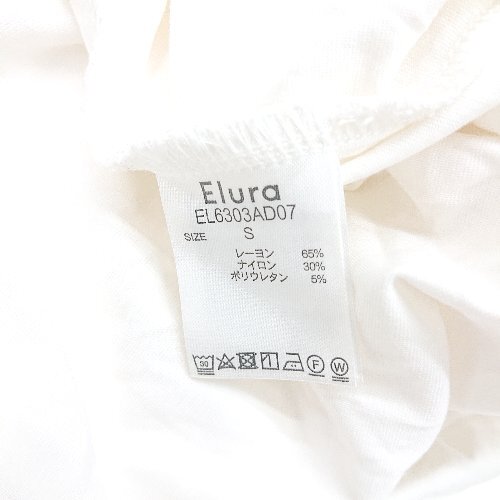 Elura
EL6303AD07
SIZE S
レーヨン 65%
ナイロン 30%
ポリウレタン 5%
30 F W